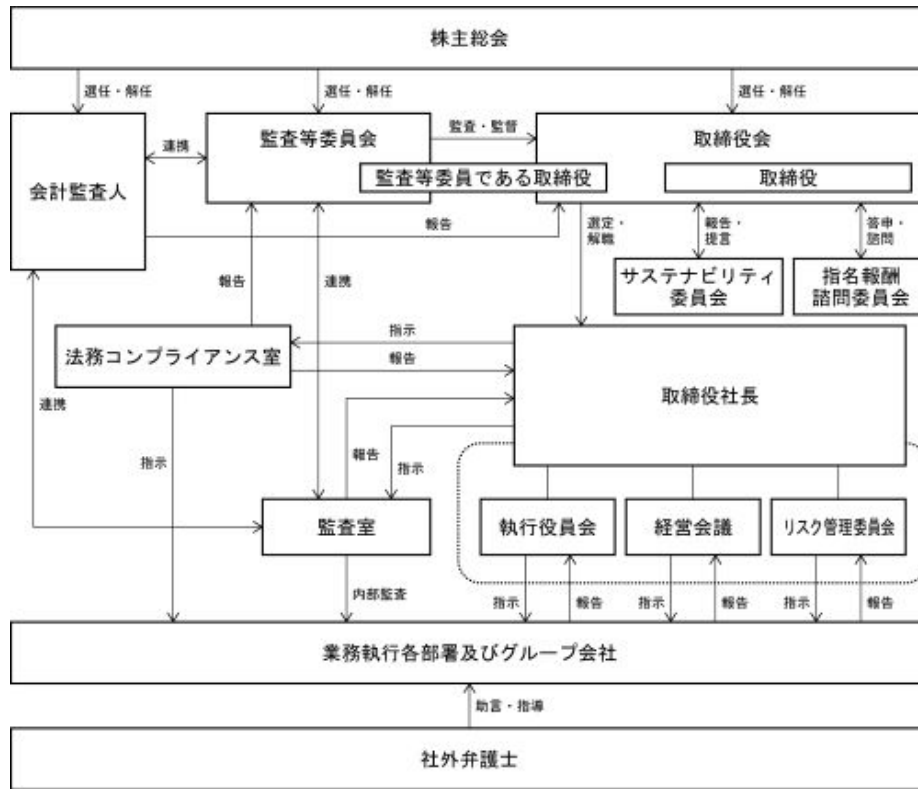 株主総会
選任・解任
選任・解任
選任・解任
監査等委員会
監査・監督
取締役会
連携
会計監査人
監査等委員である取締役
取締役
報告
選定・
解職
報告・
提言
答申・
諮問
報告
連携
サステナビリティ
委員会
指名報酬
諮問委員会
指示
法務コンプライアンス室
報告
取締役社長
連携
指示
報告
指示
監査室
執行役員会
経営会議
リスク管理委員会
内部監査
指示
報告
指示
報告
指示
報告
業務執行各部署及びグループ会社
助言・指導
社外弁護士